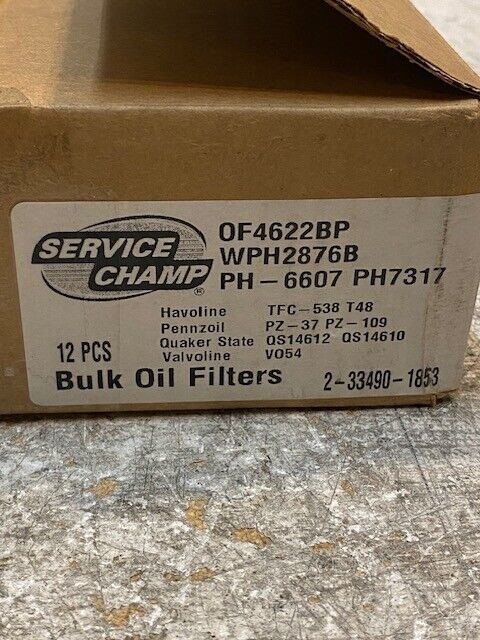 SERVICE
CHAMP
®
OF4622BP
WPH2876B
PH-6607 PH7317
Havoline TFC-538 T48
Pennzoil PZ-37 PZ-109
Quaker State QS14612 QS14610
Valvoline VO54
12 PCS
Bulk Oil Filters 2-33490-1853